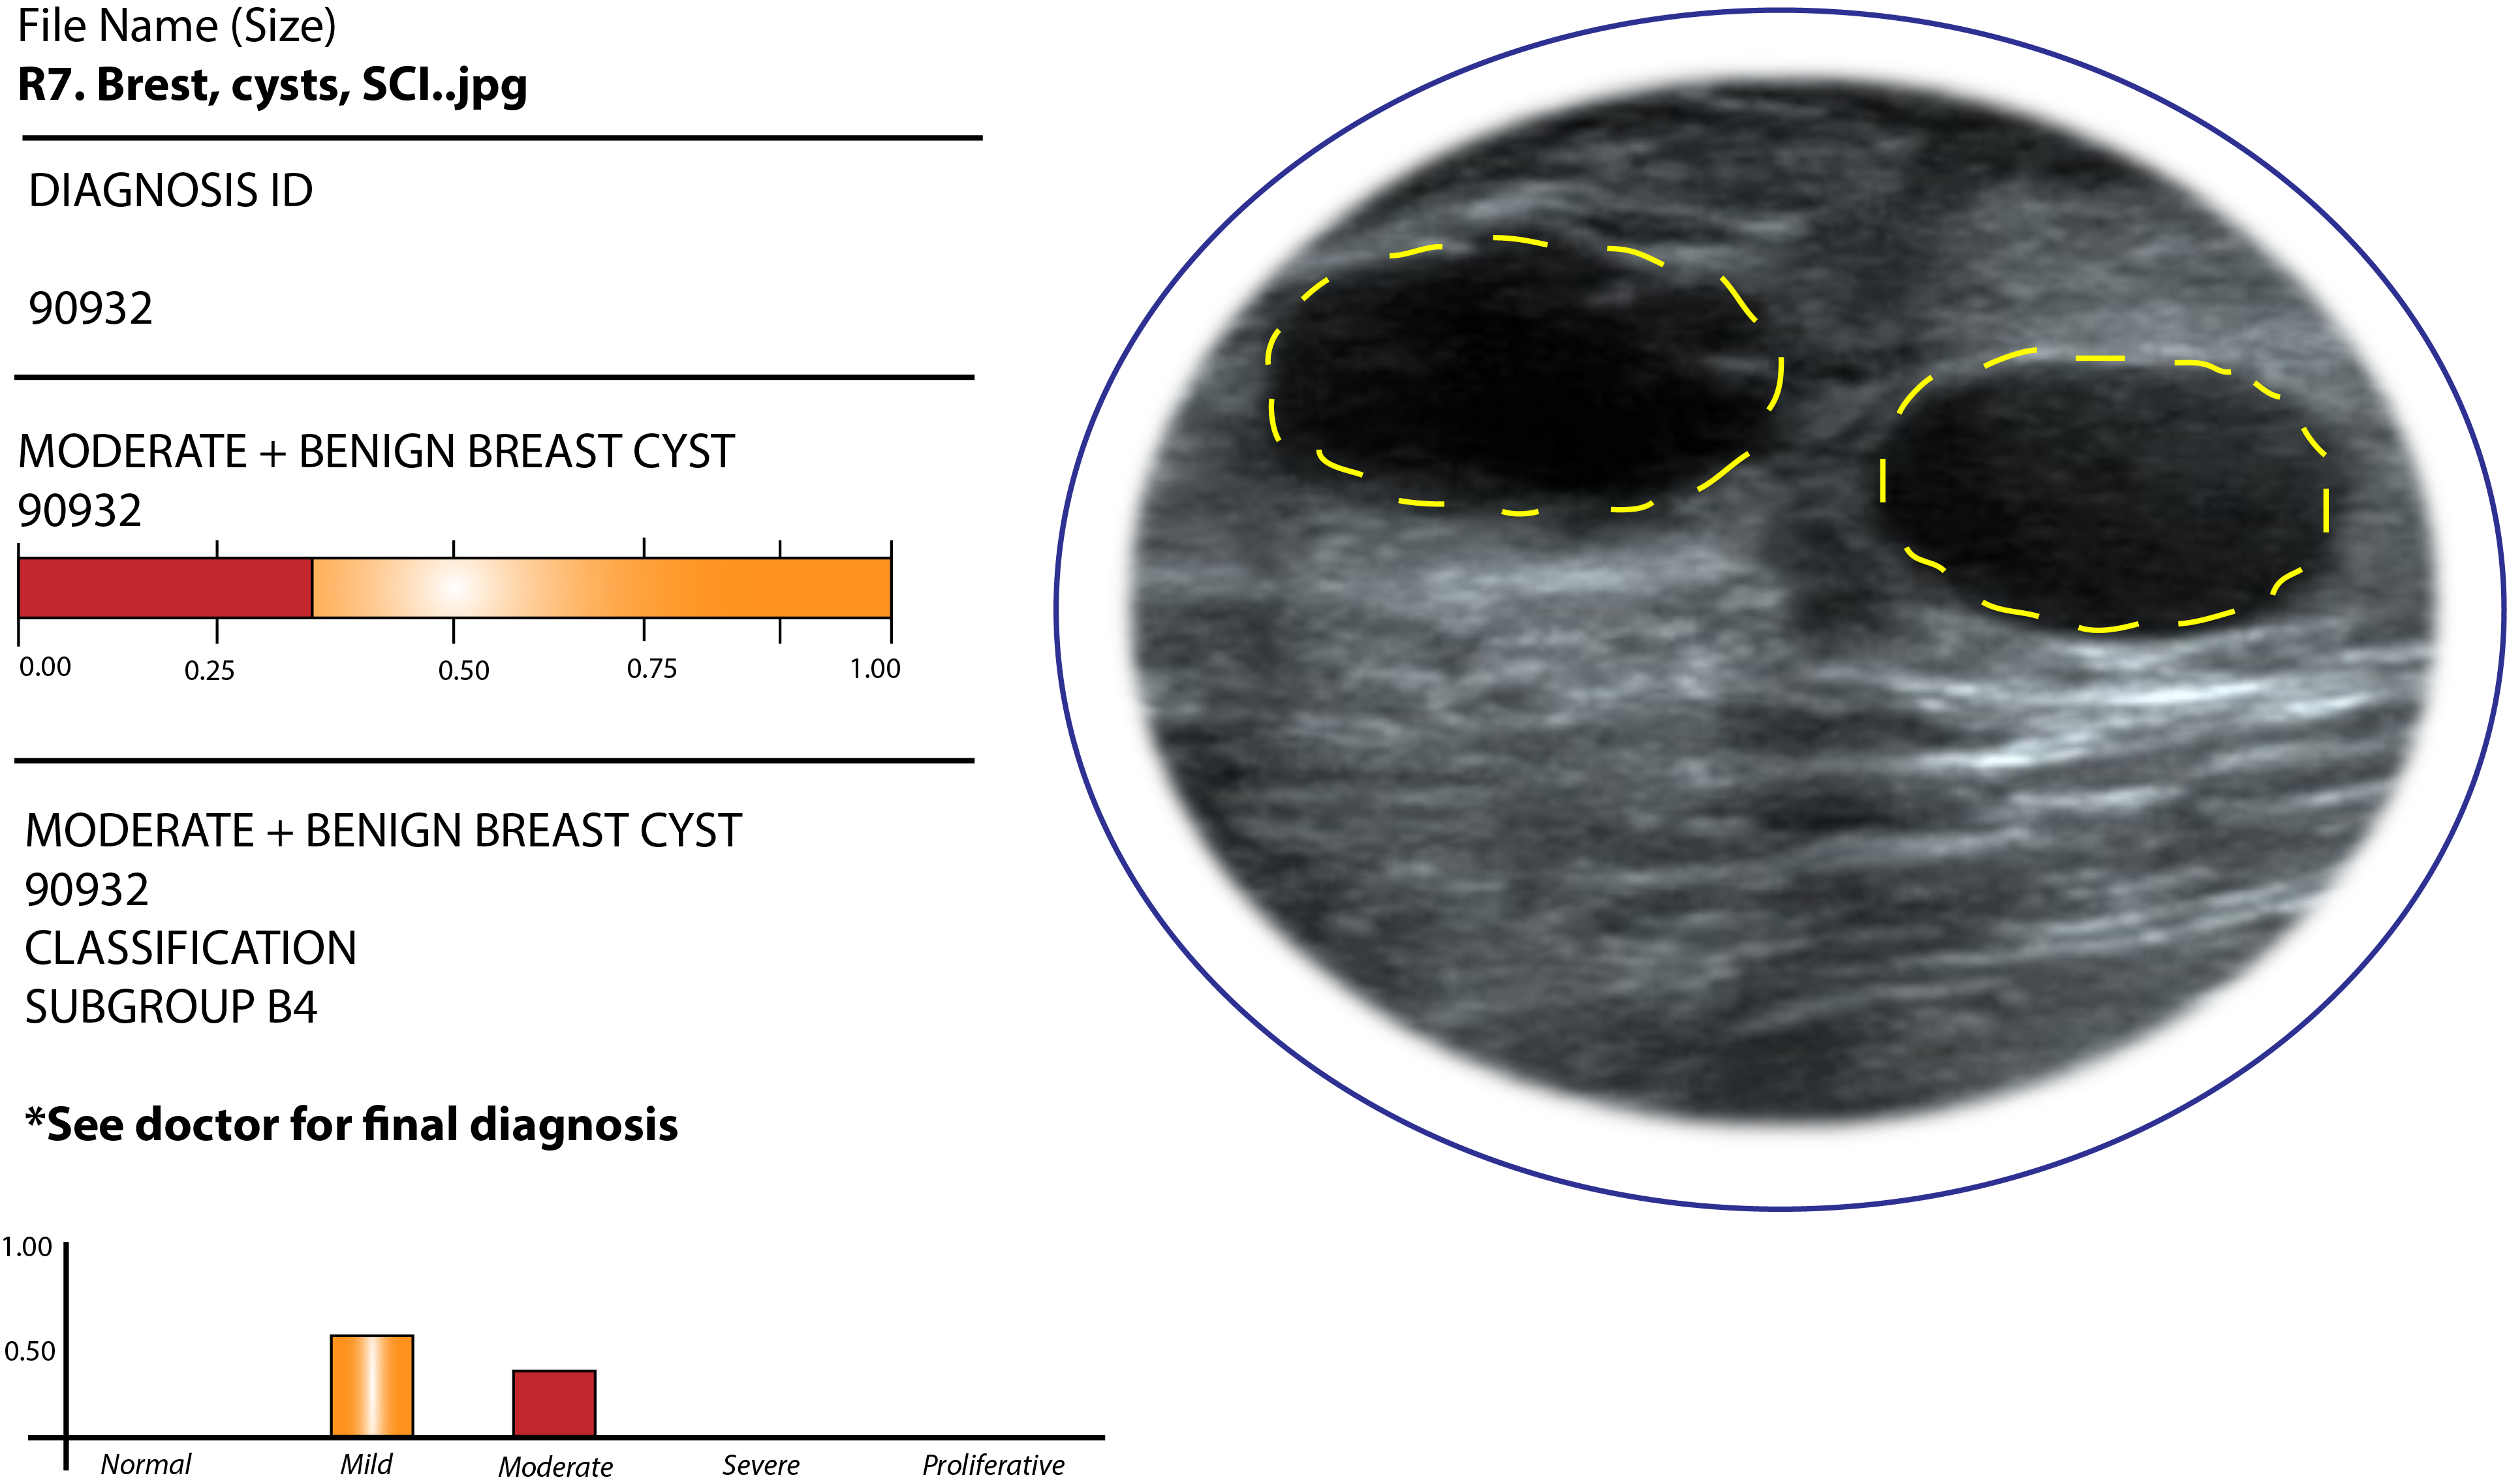 File Name (Size)
R7. Brest, cysts, SCI..jpg
DIAGNOSIS ID
90932
MODERATE + BENIGN BREAST CYST
90932
0.00 0.25 0.50 0.75 1.00
MODERATE + BENIGN BREAST CYST
90932
CLASSIFICATION
SUBGROUP B4
*See doctor for final diagnosis
1.00
0.50
Normal Mild Moderate Severe Proliferative